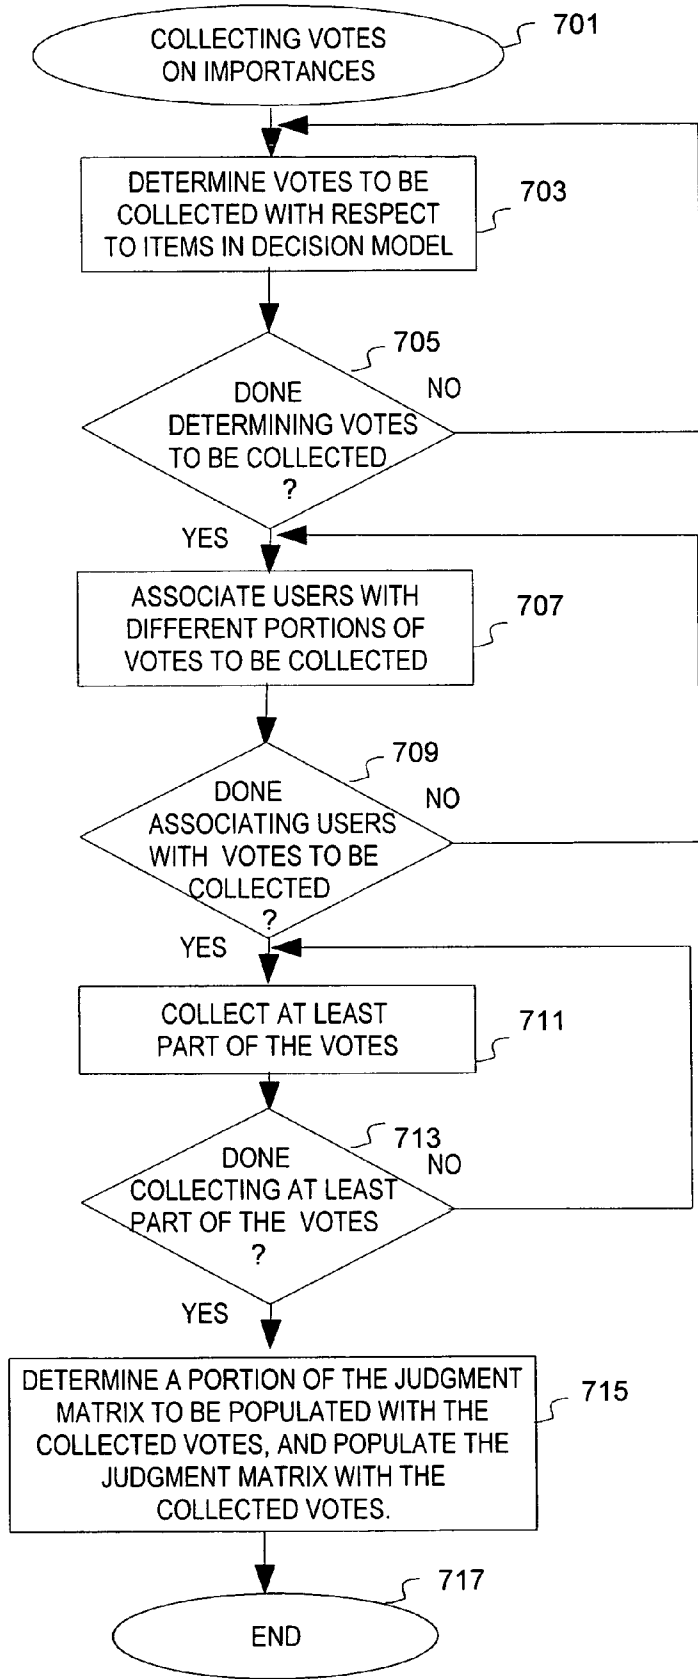 COLLECTING VOTES
ON IMPORTANCES
701
DETERMINE VOTES TO BE
COLLECTED WITH RESPECT
TO ITEMS IN DECISION MODEL
703
705
NO
DONE
DETERMINING VOTES
TO BE COLLECTED
?
YES
ASSOCIATE USERS WITH
DIFFERENT PORTIONS OF
VOTES TO BE COLLECTED
707
709
NO
DONE
ASSOCIATING USERS
WITH VOTES TO BE
COLLECTED
?
YES
COLLECT AT LEAST
PART OF THE VOTES
711
713
NO
DONE
COLLECTING AT LEAST
PART OF THE VOTES
?
YES
DETERMINE A PORTION OF THE JUDGMENT
MATRIX TO BE POPULATED WITH THE
COLLECTED VOTES, AND POPULATE THE
JUDGMENT MATRIX WITH THE
COLLECTED VOTES.
715
717
END